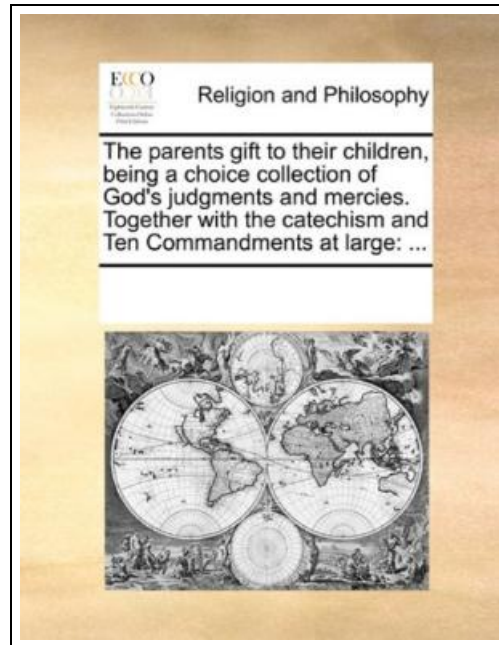 ECCO
Religion and Philosophy
The parents gift to their children,
being a choice collection of
God's judgments and mercies.
Together with the catechism and
Ten Commandments at large: ...